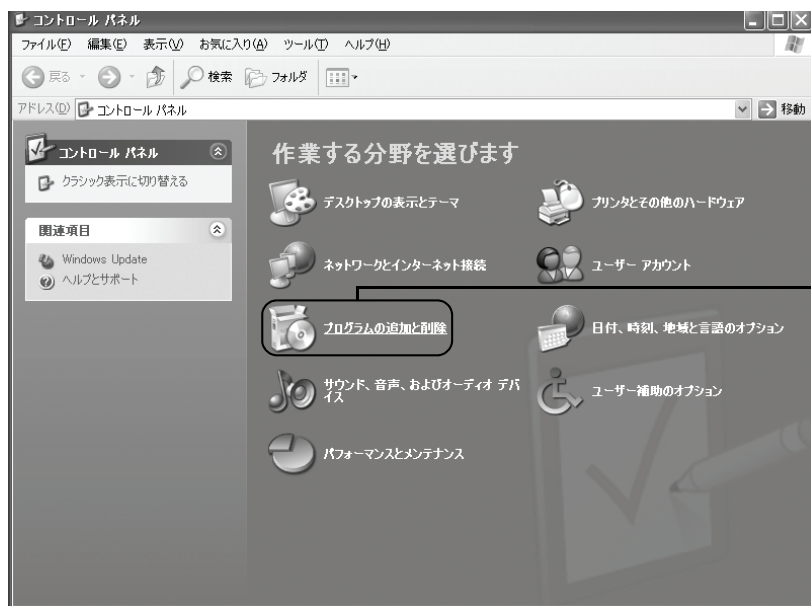 コントロール パネル
ファイル(F) 編集(E) 表示(V) お気に入り(A) ツール(T) ヘルプ(H)
戻る 検索 フォルダ
アドレス(D) コントロール パネル 移動
コントロール パネル
クラシック表示に切り替える
関連項目
Windows Update
ヘルプとサポート
作業する分野を選びます
デスクトップの表示とテーマ
プリンタとその他のハードウェア
ネットワークとインターネット接続
ユーザー アカウント
プログラムの追加と削除
日付、時刻、地域と言語のオプション
サウンド、音声、およびオーディオ デバ
イス
ユーザー補助のオプション
パフォーマンスとメンテナンス